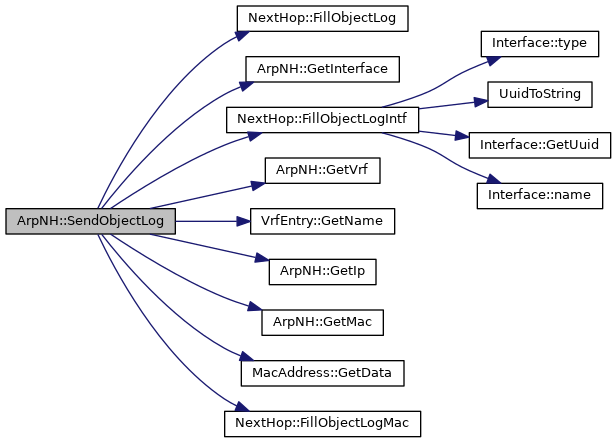 NextHop::FillObjectLog
ArpNH::GetInterface
NextHop::FillObjectLogIntf
Interface::type
UuidToString
Interface::GetUuid
Interface::name
ArpNH::GetVrf
ArpNH::SendObjectLog
VrfEntry::GetName
ArpNH::GetIp
ArpNH::GetMac
MacAddress::GetData
NextHop::FillObjectLogMac